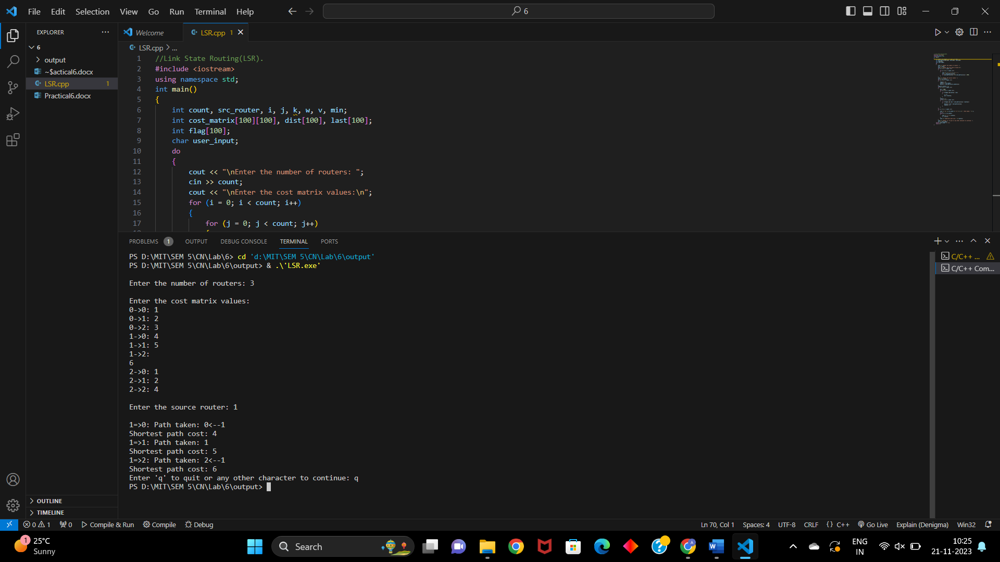 File Edit Selection View Go Run Terminal Help
6
EXPLORER
Welcome
LSR.cpp 1
6
output
~$actical6.docx
LSR.cpp 1
Practical6.docx
LSR.cpp > ...
1 //Link State Routing(LSR).
2 #include <iostream>
3 using namespace std;
4 int main()
5 {
6 int count, src_router, i, j, k, w, v, min;
7 int cost_matrix[100][100], dist[100], last[100];
8 int flag[100];
9 char user_input;
10 do
11 {
12 cout << "\nEnter the number of routers: ";
13 cin >> count;
14 cout << "\nEnter the cost matrix values:\n";
15 for (i = 0; i < count; i++)
16 {
17 for (j = 0; j < count; j++)
PROBLEMS 1 OUTPUT DEBUG CONSOLE TERMINAL PORTS
PS D:\MIT\SEM 5\CN\Lab\6> cd 'd:\MIT\SEM 5\CN\Lab\6\output'
PS D:\MIT\SEM 5\CN\Lab\6\output> & .\'LSR.exe'
Enter the number of routers: 3
Enter the cost matrix values:
0->0: 1
0->1: 2
0->2: 3
1->0: 4
1->1: 5
1->2:
6
2->0: 1
2->1: 2
2->2: 4
Enter the source router: 1
1=>0: Path taken: 0<--1
Shortest path cost: 4
1=>1: Path taken: 1
Shortest path cost: 5
1=>2: Path taken: 2<--1
Shortest path cost: 6
Enter 'q' to quit or any other character to continue: q
PS D:\MIT\SEM 5\CN\Lab\6\output>
C/C++ ...
C/C++ Com...
OUTLINE
TIMELINE
0 1 0 Compile & Run Compile Debug
Ln 70, Col 1 Spaces: 4 UTF-8 CRLF {} C++ Go Live Explain (Denigma) Win32
1
25°C
Sunny
Search
ENG
IN
10:25
21-11-2023